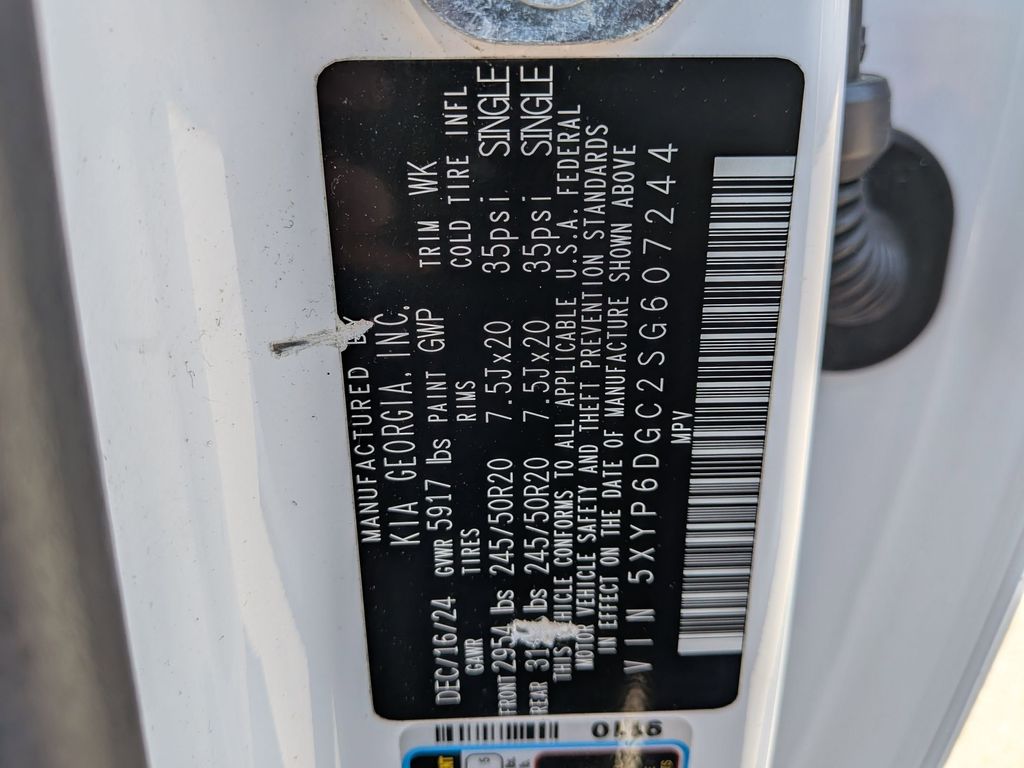 MANUFACTURED BY
KIA GEORGIA, INC.
DEC/16/24 GVWR 5917 lbs PAINT GWP TRIM WK
GAWR TIRES RIMS COLD TIRE INFL
FRONT 2954 lbs 245/50R20 7.5Jx20 35psi SINGLE
REAR lbs 245/50R20 7.5Jx20 35psi SINGLE
THIS VEHICLE CONFORMS TO ALL APPLICABLE U.S.A. FEDERAL
MOTOR VEHICLE SAFETY AND THEFT PREVENTION STANDARDS
IN EFFECT ON THE DATE OF MANUFACTURE SHOWN ABOVE
VIN 5XYP6DGC2SG607244
MPV